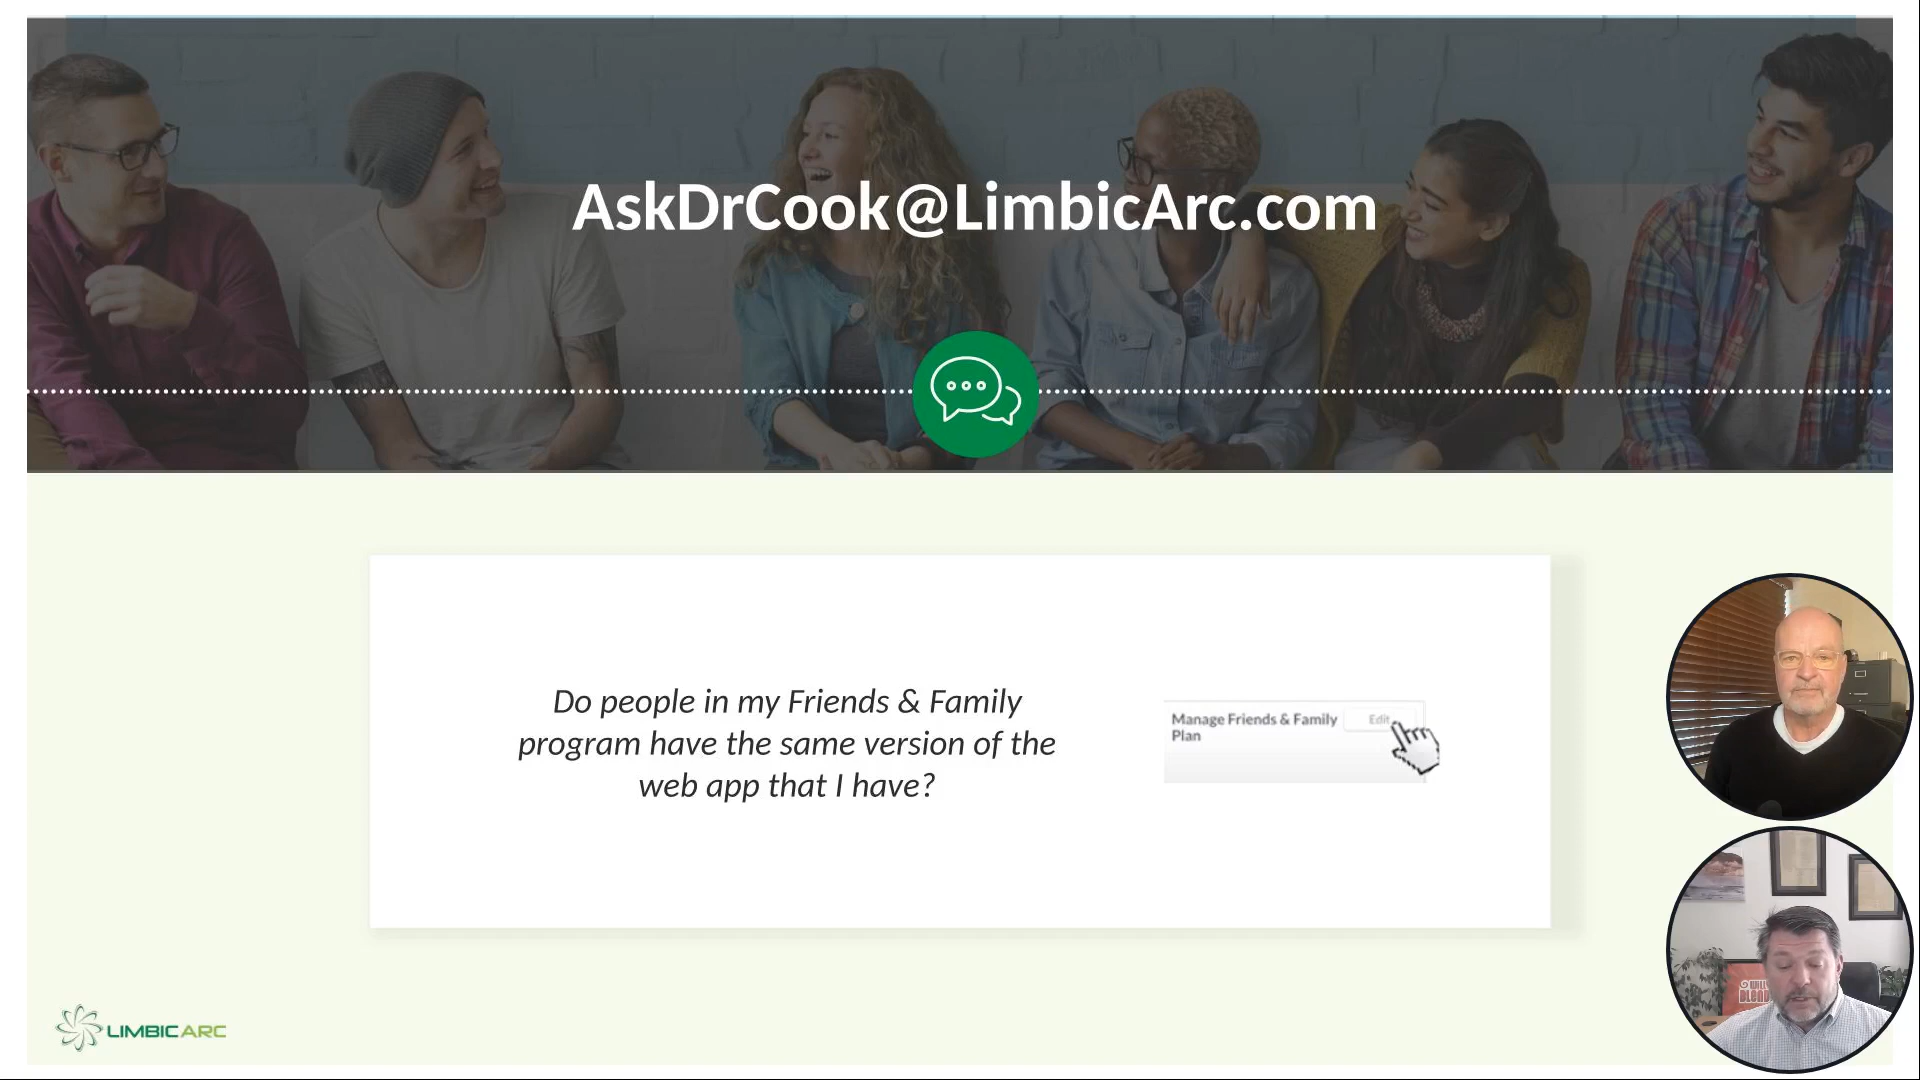 AskDrCook@LimbicArc.com
Do people in my Friends & Family
program have the same version of the
web app that I have?
Manage Friends & Family
Plan
Edit
LIMBICARC